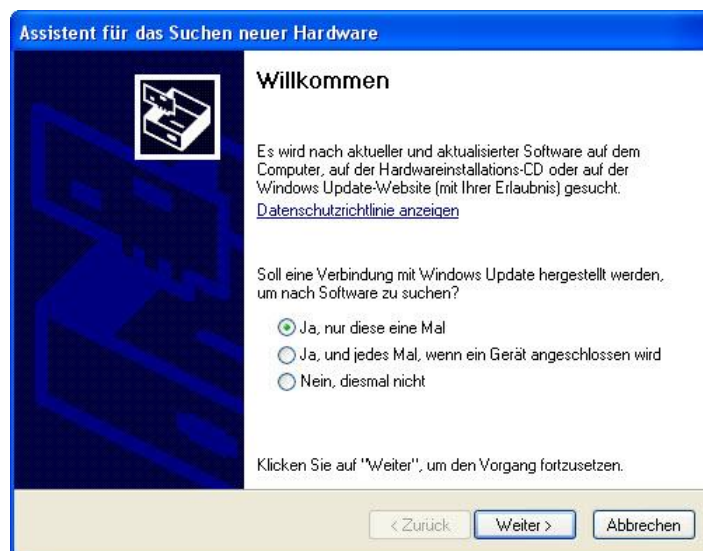 Assistent für das Suchen neuer Hardware
Willkommen
Es wird nach aktueller und aktualisierter Software auf dem
Computer, auf der Hardwareinstallations-CD oder auf der
Windows Update-Website (mit Ihrer Erlaubnis) gesucht.
Datenschutzrichtlinie anzeigen
Soll eine Verbindung mit Windows Update hergestellt werden,
um nach Software zu suchen?
Ja, nur diese eine Mal
Ja, und jedes Mal, wenn ein Gerät angeschlossen wird
Nein, diesmal nicht
Klicken Sie auf "Weiter", um den Vorgang fortzusetzen.
< Zurück Weiter > Abbrechen